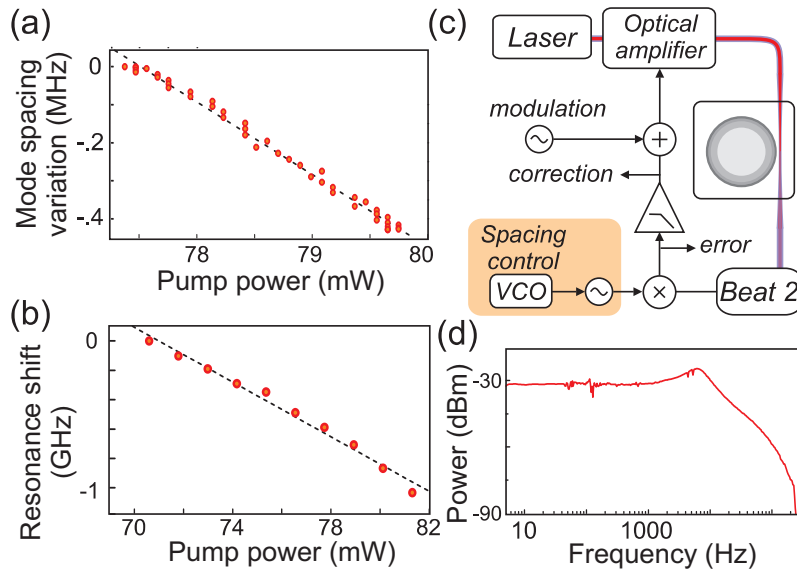 (a)
Mode spacing
variation (MHz)
0
-.2
-.4
78
79
80
Pump power (mW)
(b)
Resonance shift
(GHz)
0
-1
70
74
78
82
Pump power (mW)
(c)
Laser
Optical
amplifier
modulation
+
correction
Spacing
control
error
VCO
×
Beat 2
(d)
Power (dBm)
-30
-90
10
1000
Frequency (Hz)